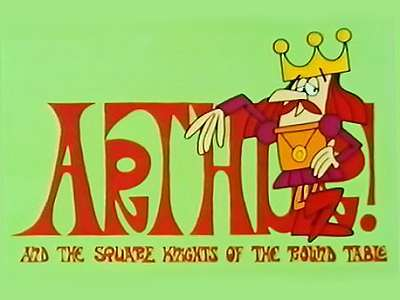 ARTHUR!
AND THE SQUARE KNIGHTS OF THE ROUND TABLE